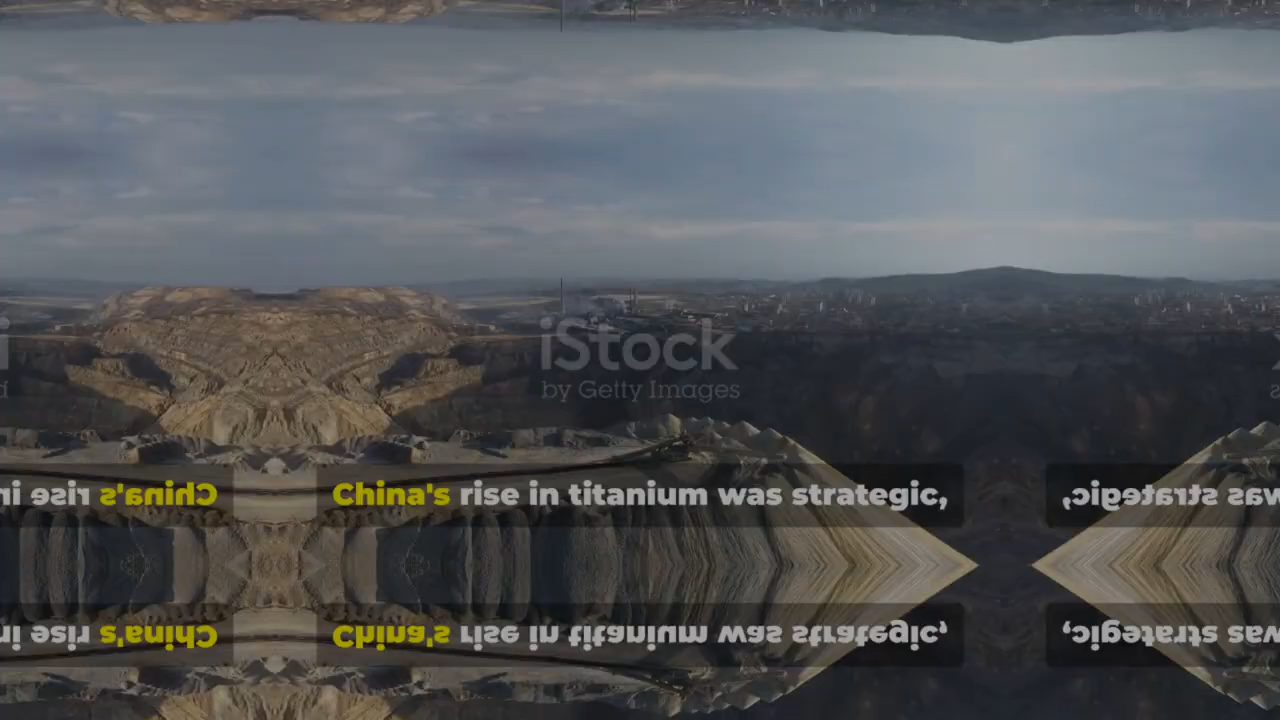 iStock
by Getty Images
China's rise in titanium was strategic,